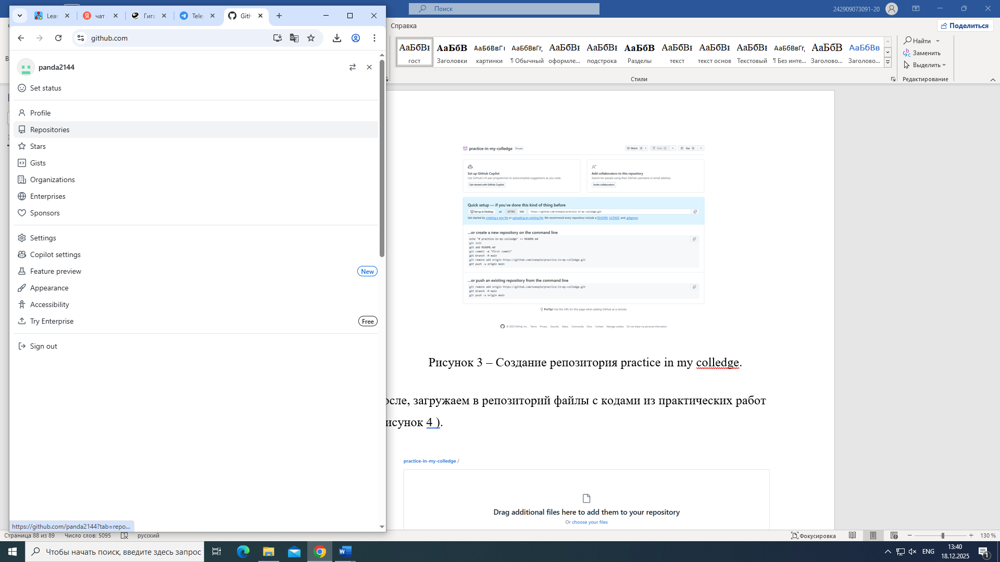 Поиск
242909073091-20
Lear
чат
Гига
Tele
GitH
github.com
Справка
Поделиться
panda2144
Set status
Profile
Repositories
Stars
Gists
Organizations
Enterprises
Sponsors
Settings
Copilot settings
Feature preview
New
Appearance
Accessibility
Try Enterprise
Free
Sign out
https://github.com/panda2144?tab=repo...
гост
Заголовки
картинки
¶ Обычный
оформле...
подстрока
Разделы
текст
текст основ
Текстовый
¶ Без инте...
Заголово...
Заголово...
Стили
Найти
Заменить
Выделить
Редактирование
practice-in-my-colledge Private
Watch 0
Fork 0
Star 0
Set up GitHub Copilot
Use GitHub's AI pair programmer to autocomplete suggestions as you code.
Get started with GitHub Copilot
Add collaborators to this repository
Search for people using their GitHub username or email address.
Invite collaborators
Quick setup — if you've done this kind of thing before
Set up in Desktop or HTTPS SSH https://github.com/sneeple/practice-in-my-colledge.git
Get started by creating a new file or uploading an existing file. We recommend every repository include a README, LICENSE, and .gitignore.
...or create a new repository on the command line
echo "# practice-in-my-colledge" >> README.md
git init
git add README.md
git commit -m "first commit"
git branch -M main
git remote add origin https://github.com/sneeple/practice-in-my-colledge.git
git push -u origin main
...or push an existing repository from the command line
git remote add origin https://github.com/sneeple/practice-in-my-colledge.git
git branch -M main
git push -u origin main
ProTip! Use the URL for this page when adding GitHub as a remote.
© 2025 GitHub, Inc. Terms Privacy Security Status Community Docs Contact Manage cookies Do not share my personal information
Рисунок 3 – Создание репозитория practice in my colledge.
осле, загружаем в репозиторий файлы с кодами из практических работ
исунок 4 ).
practice-in-my-colledge /
Drag additional files here to add them to your repository
Or choose your files
Страница 88 из 89
Число слов: 5095
русский
Фокусировка
130 %
Чтобы начать поиск, введите здесь запрос
ENG
13:40
18.12.2025
1